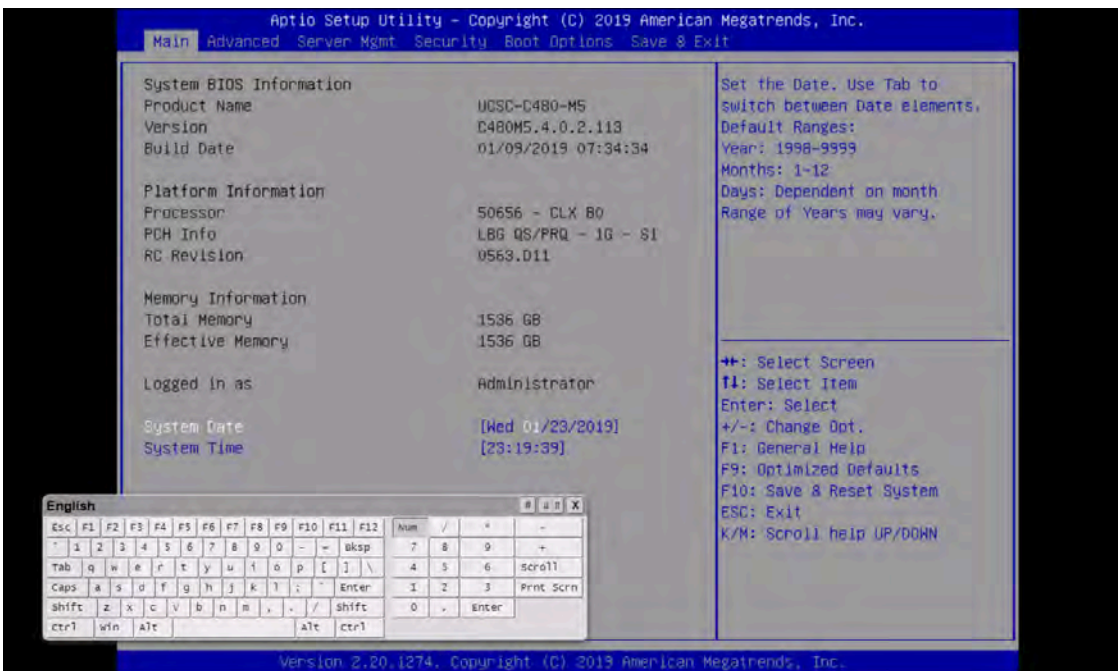 Aptio Setup Utility – Copyright (C) 2019 American Megatrends, Inc.
Main Advanced Server Mgmt Security Boot Options Save & Exit
System BIOS Information
Product Name UCSC-C480-M5
Version C480M5.4.0.2.113
Build Date 01/09/2019 07:34:34
Platform Information
Processor 50656 - CLX B0
PCH Info LBG QS/PRQ - 1G - S1
RC Revision 0563.D11
Memory Information
Total Memory 1536 GB
Effective Memory 1536 GB
Logged in as Administrator
System Date [Wed 01/23/2019]
System Time [23:19:39]
Set the Date. Use Tab to
switch between Date elements.
Default Ranges:
Year: 1998-9999
Months: 1-12
Days: Dependent on month
Range of Years may vary.
→←: Select Screen
↑↓: Select Item
Enter: Select
+/-: Change Opt.
F1: General Help
F9: Optimized Defaults
F10: Save & Reset System
ESC: Exit
K/M: Scroll help UP/DOWN
English X
Esc F1 F2 F3 F4 F5 F6 F7 F8 F9 F10 F11 F12 Num / * -
` 1 2 3 4 5 6 7 8 9 0 - = Bksp 7 8 9 +
Tab q w e r t y u i o p [ ] \ 4 5 6 Scroll
Caps a s d f g h j k l ; ' Enter 1 2 3 Prnt Scrn
Shift z x c v b n m , . / Shift 0 . Enter
Ctrl Win Alt Alt Ctrl
Version 2.20.1274. Copyright (C) 2019 American Megatrends, Inc.